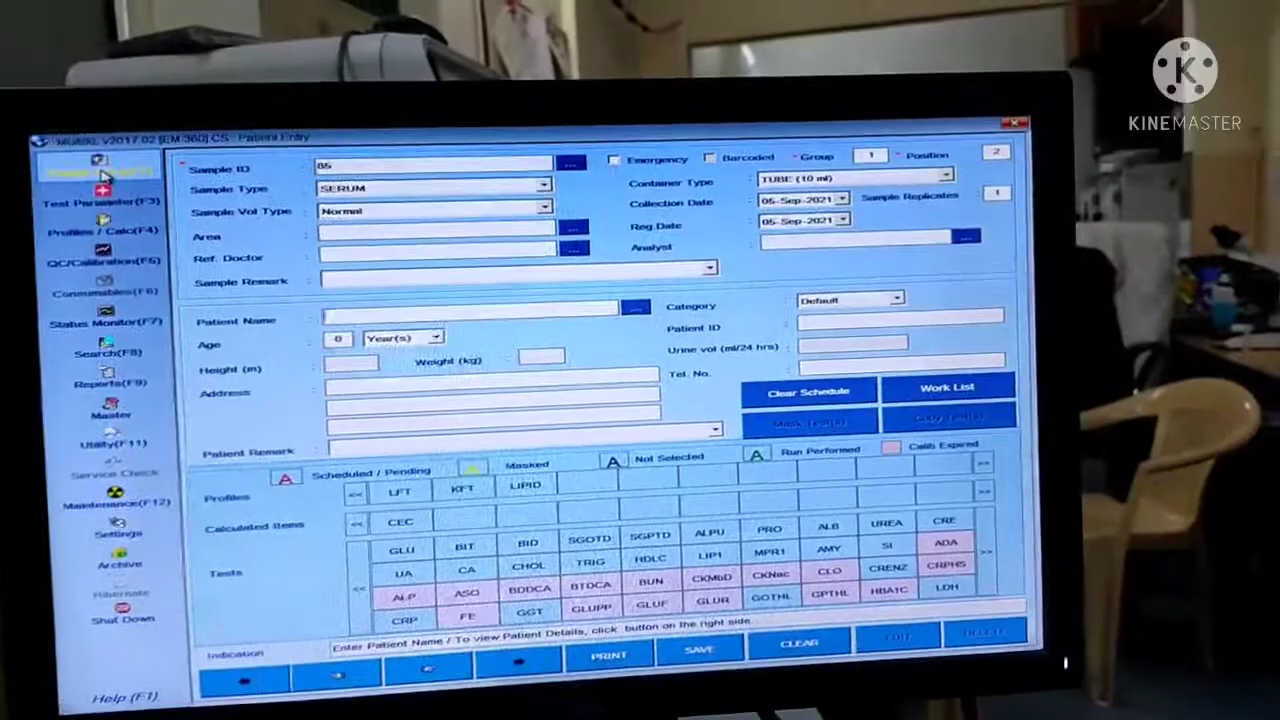 K
KINEMASTER
v2017.02 [EM-360].CS - Patient Entry
Sample ID : 85 ... Emergency Barcoded * Group 1 * Position 2
Sample Type : SERUM Container Type : TUBE (10 ml)
Sample Vol Type : Normal Collection Date : 05-Sep-2021 Sample Replicates : 1
Area : ... Reg.Date : 05-Sep-2021
Ref. Doctor : ... Analyst : ...
Sample Remark :
Test Parameter(F3)
Profiles / Calc(F4)
QC/Calibration(F5)
Consumables(F6)
Status Monitor(F7)
Search(F8)
Reports(F9)
Master
Utility(F11)
Service Check
Maintenance(F12)
Settings
Archive
Hibernate
Shut Down
Help (F1)
Patient Name : ... Category : Default
Age : 0 Year(s) Patient ID :
Height (m) : Weight (kg) : Urine vol (ml/24 hrs) :
Address : Tel. No. :
Clear Schedule Work List
Mask Test(s) Copy Test(s)
Patient Remark :
A Scheduled / Pending A Masked A Not Selected A Run Performed Calib Expired
Profiles : << LFT KFT LIPID >>
Calculated Items : << CEC >>
Tests : << >>
GLU BIT BID SGOTD SGPTD ALPU PRO ALB UREA CRE
UA CA CHOL TRIG HDLC LIP1 MPR1 AMY SI ADA
ALP ASO BDDCA BTDCA BUN CKMbD CKNac CLO CRENZ CRPHS
CRP FE GGT GLUPP GLUF GLUR GOTHL GPTHL HBA1C LDH
Indication Enter Patient Name / To view Patient Details, click button on the right side.
PRINT SAVE CLEAR EDIT DELETE